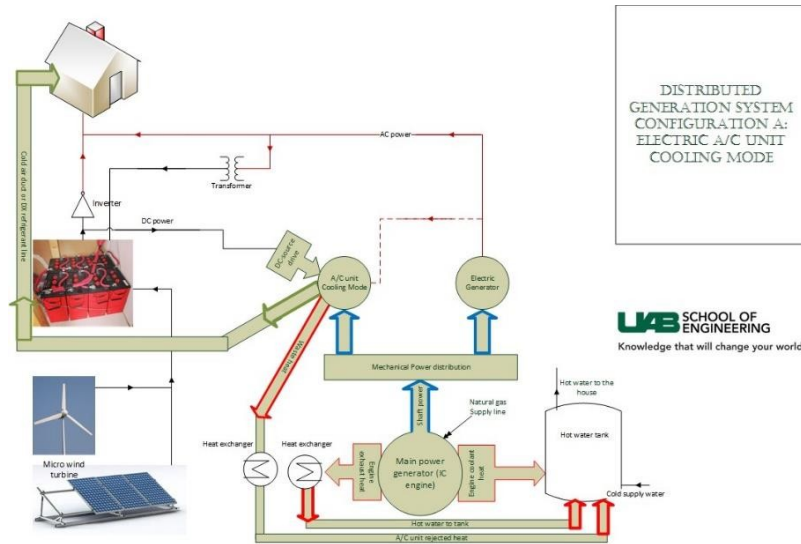 DISTRIBUTED
GENERATION SYSTEM
CONFIGURATION A:
ELECTRIC A/C UNIT
COOLING MODE
AC power
Transformer
Cold air duct or DX refrigerant
line
Inverter
DC power
DC-source
drive
A/C unit
Cooling Mode
Electric
Generator
UAB SCHOOL OF
ENGINEERING
Knowledge that will change your world
Waste heat
Mechanical Power distribution
Hot water to the
house
Shaft power
Natural gas
Supply line
Heat exchanger
Heat exchanger
Hot water tank
Engine
exhaust heat
Main power
generator (IC
engine)
Engine coolant
heat
Micro wind
turbine
Cold supply water
Hot water to tank
A/C unit rejected heat